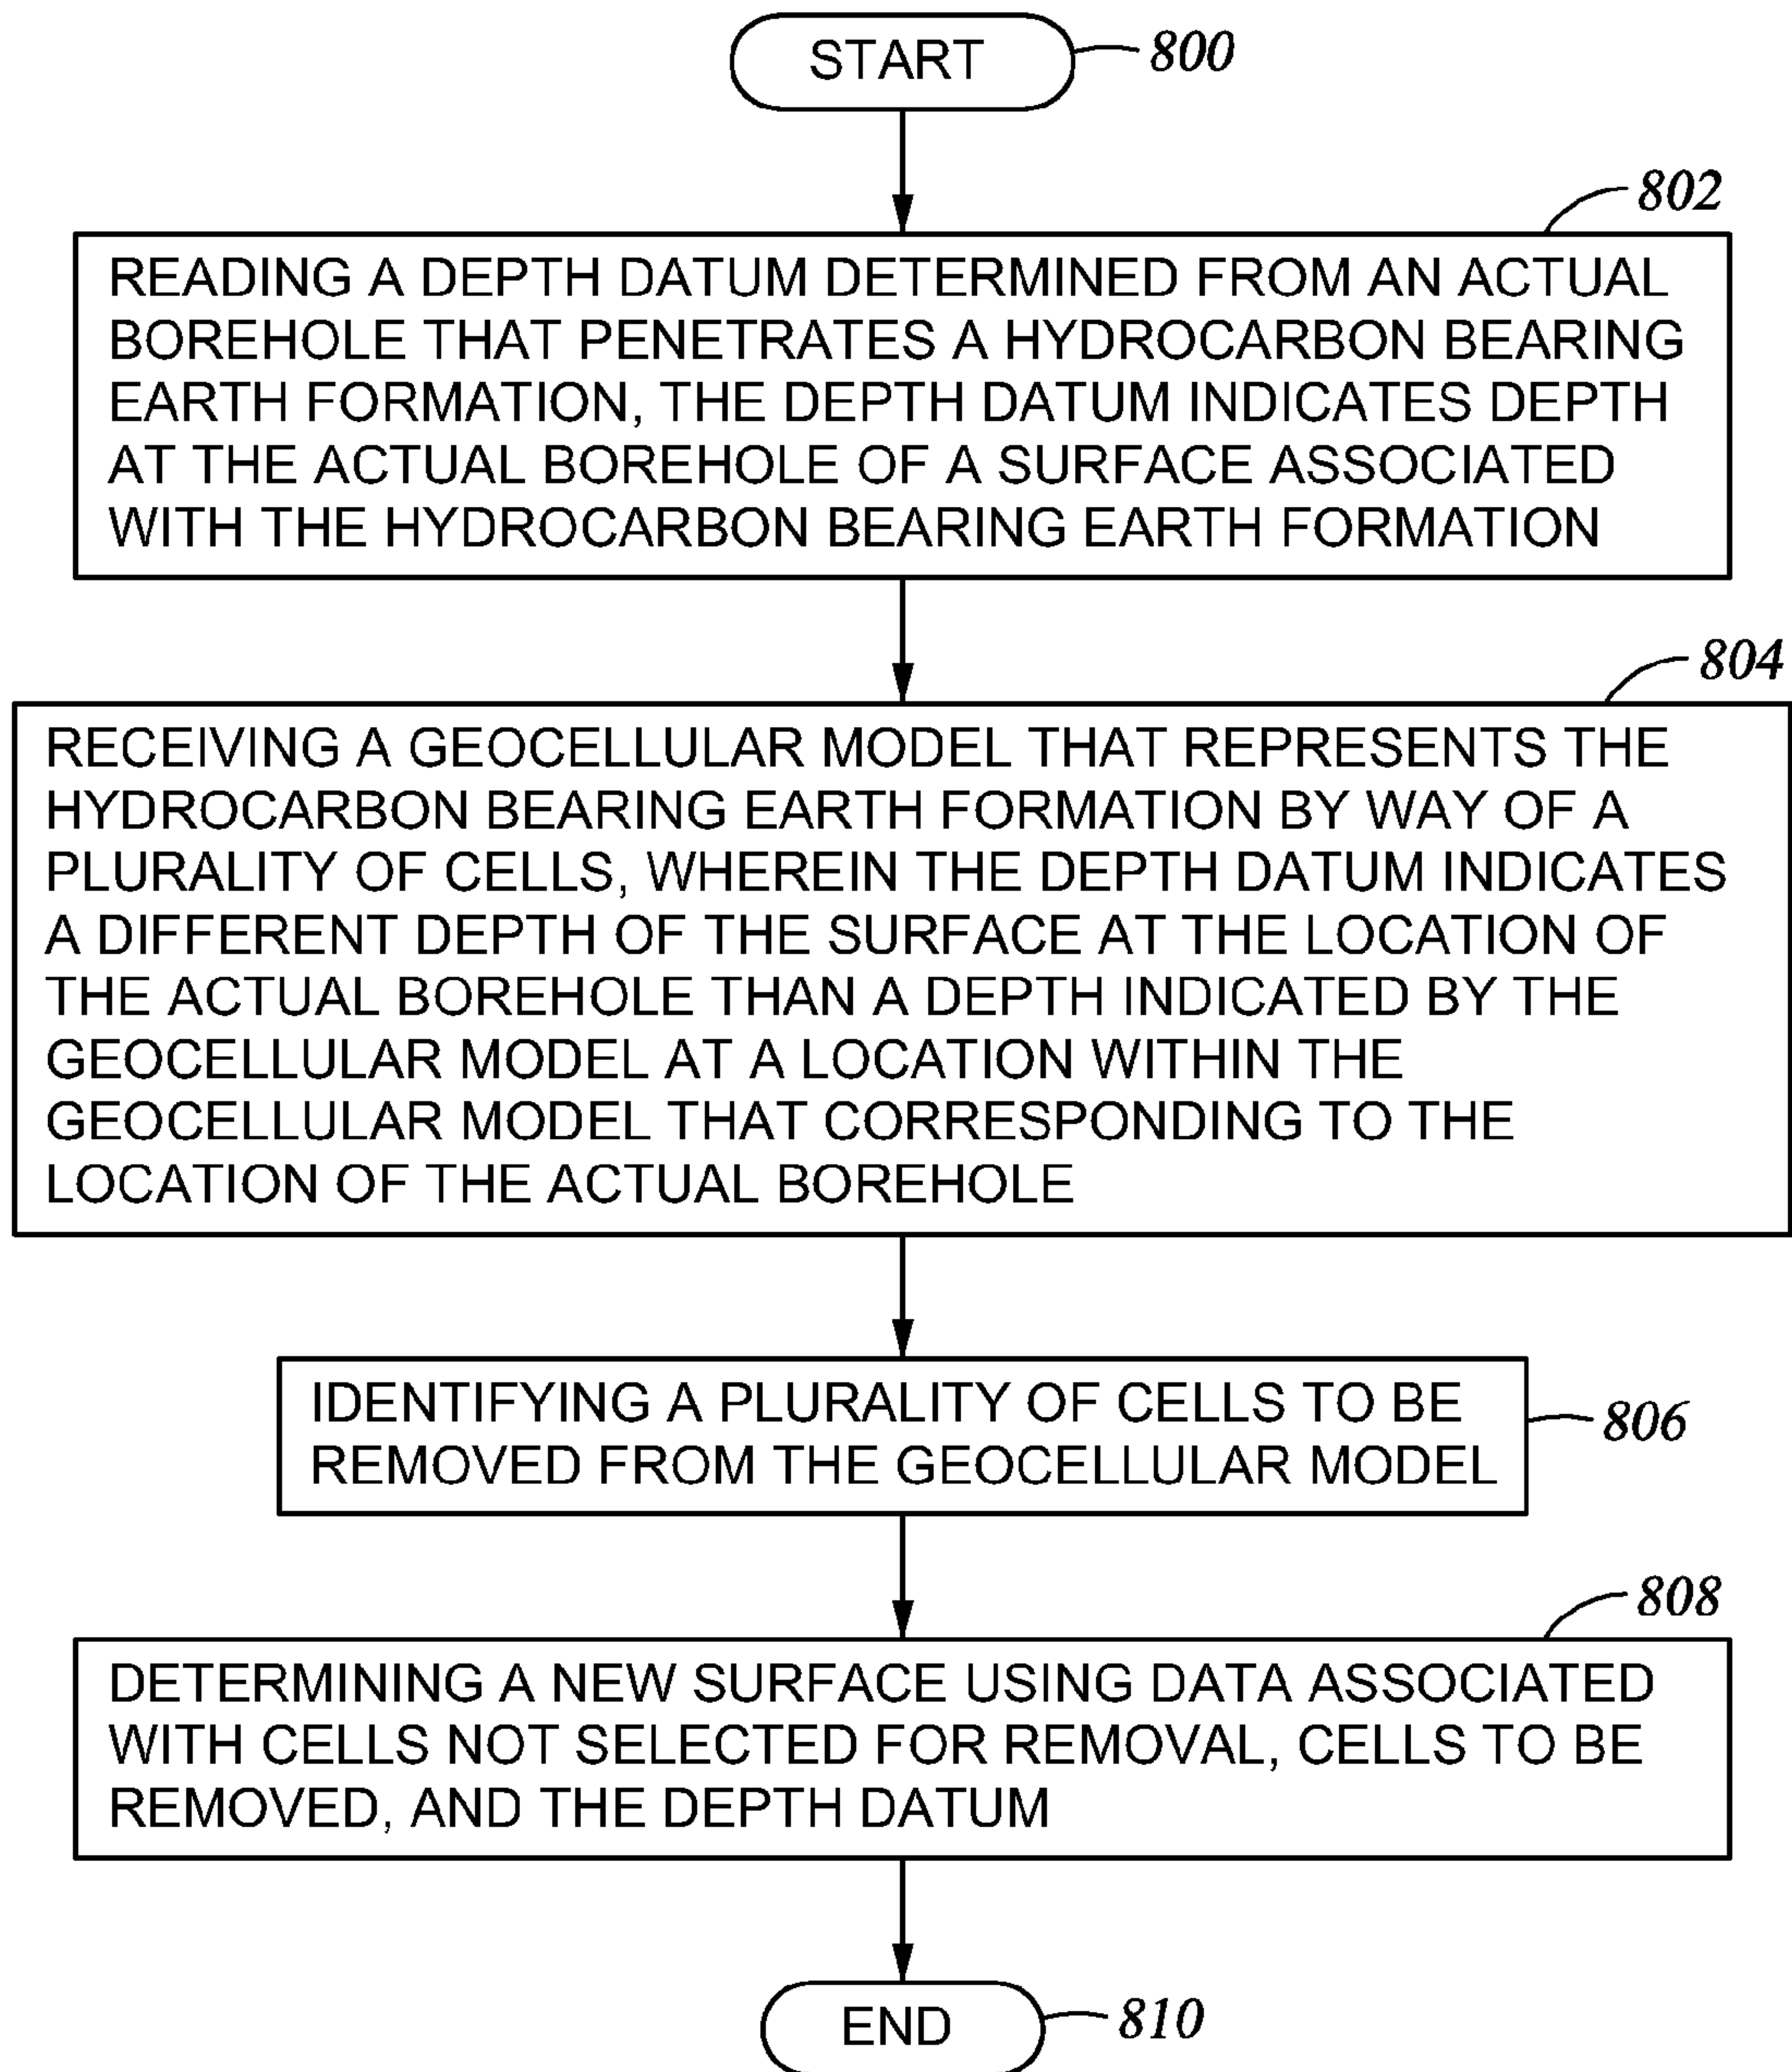 START
800
802
READING A DEPTH DATUM DETERMINED FROM AN ACTUAL
BOREHOLE THAT PENETRATES A HYDROCARBON BEARING
EARTH FORMATION, THE DEPTH DATUM INDICATES DEPTH
AT THE ACTUAL BOREHOLE OF A SURFACE ASSOCIATED
WITH THE HYDROCARBON BEARING EARTH FORMATION
804
RECEIVING A GEOCELLULAR MODEL THAT REPRESENTS THE
HYDROCARBON BEARING EARTH FORMATION BY WAY OF A
PLURALITY OF CELLS, WHEREIN THE DEPTH DATUM INDICATES
A DIFFERENT DEPTH OF THE SURFACE AT THE LOCATION OF
THE ACTUAL BOREHOLE THAN A DEPTH INDICATED BY THE
GEOCELLULAR MODEL AT A LOCATION WITHIN THE
GEOCELLULAR MODEL THAT CORRESPONDING TO THE
LOCATION OF THE ACTUAL BOREHOLE
IDENTIFYING A PLURALITY OF CELLS TO BE
REMOVED FROM THE GEOCELLULAR MODEL
806
808
DETERMINING A NEW SURFACE USING DATA ASSOCIATED
WITH CELLS NOT SELECTED FOR REMOVAL, CELLS TO BE
REMOVED, AND THE DEPTH DATUM
END
810